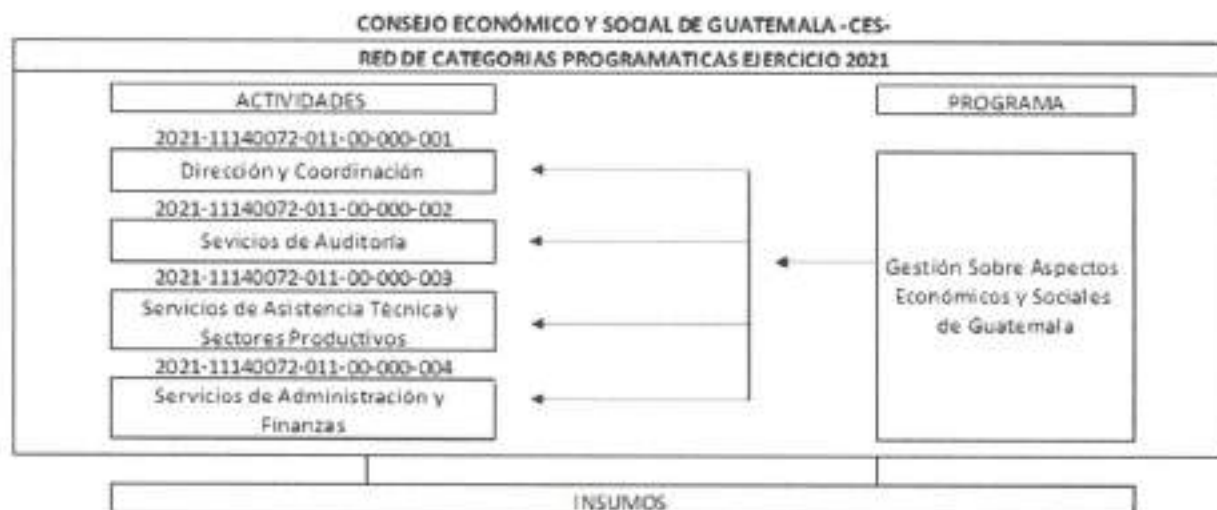 CONSEJO ECONÓMICO Y SOCIAL DE GUATEMALA -CES-
RED DE CATEGORIAS PROGRAMATICAS EJERCICIO 2021
ACTIVIDADES
PROGRAMA
2021-11140072-011-00-000-001
Dirección y Coordinación
2021-11140072-011-00-000-002
Sevicios de Auditoría
2021-11140072-011-00-000-003
Servicios de Asistencia Técnica y
Sectores Productivos
2021-11140072-011-00-000-004
Servicios de Administración y
Finanzas
Gestión Sobre Aspectos
Económicos y Sociales
de Guatemala
INSUMOS